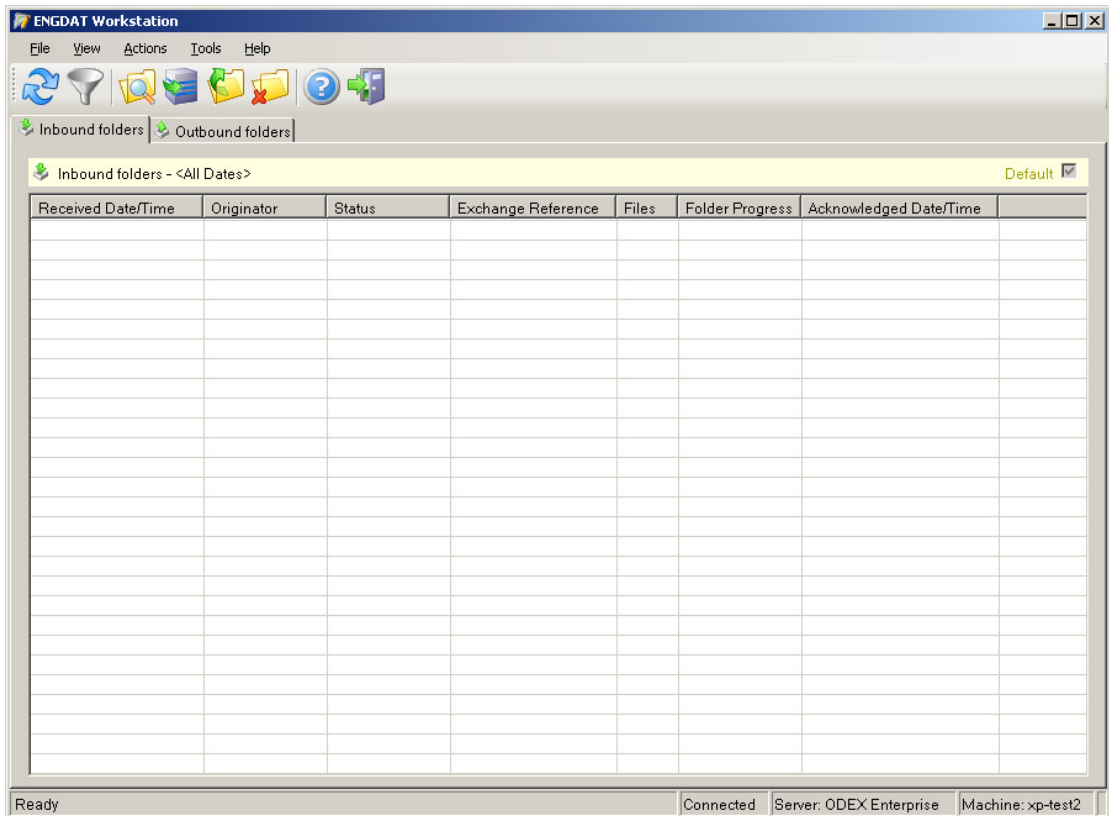 ENGDAT Workstation
File View Actions Tools Help
Inbound folders Outbound folders
Inbound folders - <All Dates> Default
Received Date/Time Originator Status Exchange Reference Files Folder Progress Acknowledged Date/Time
Ready Connected Server: ODEX Enterprise Machine: xp-test2